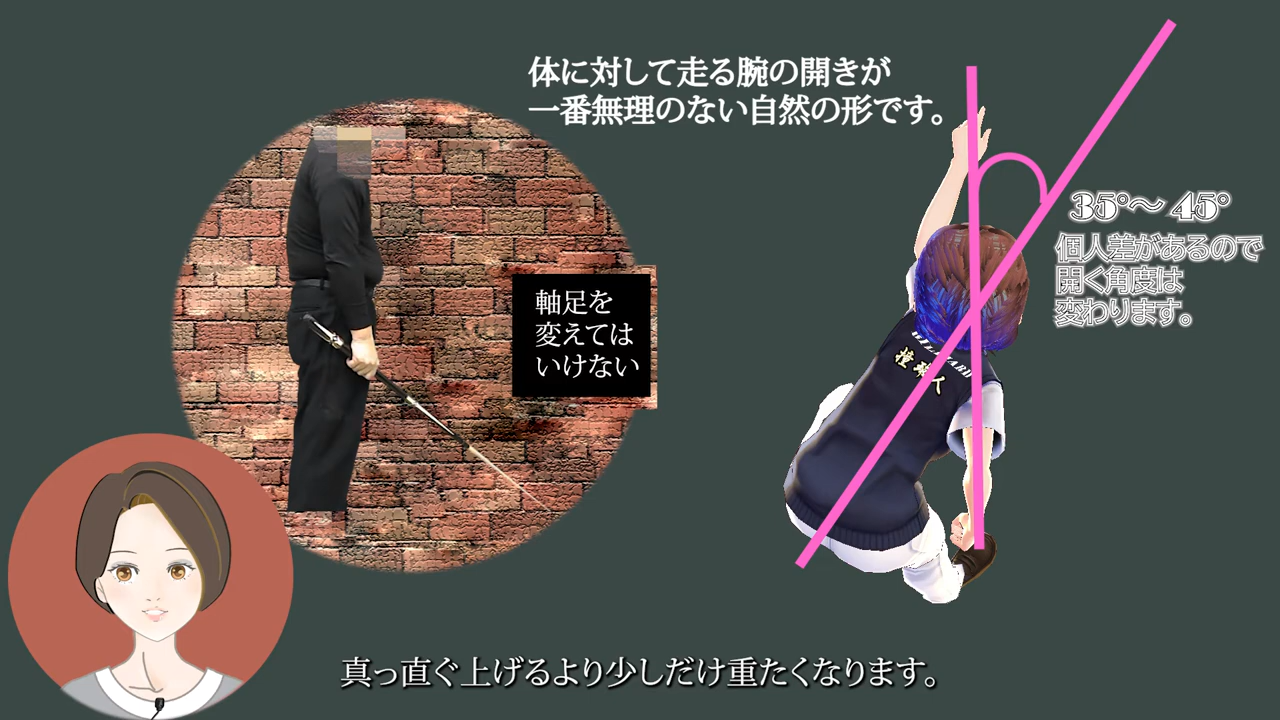 体に対して走る腕の開きが
一番無理のない自然の形です。
35°～ 45°
個人差があるので
開く角度は
変わります。
軸足を
変えては
いけない
撞球人
真っ直ぐ上げるより少しだけ重たくなります。